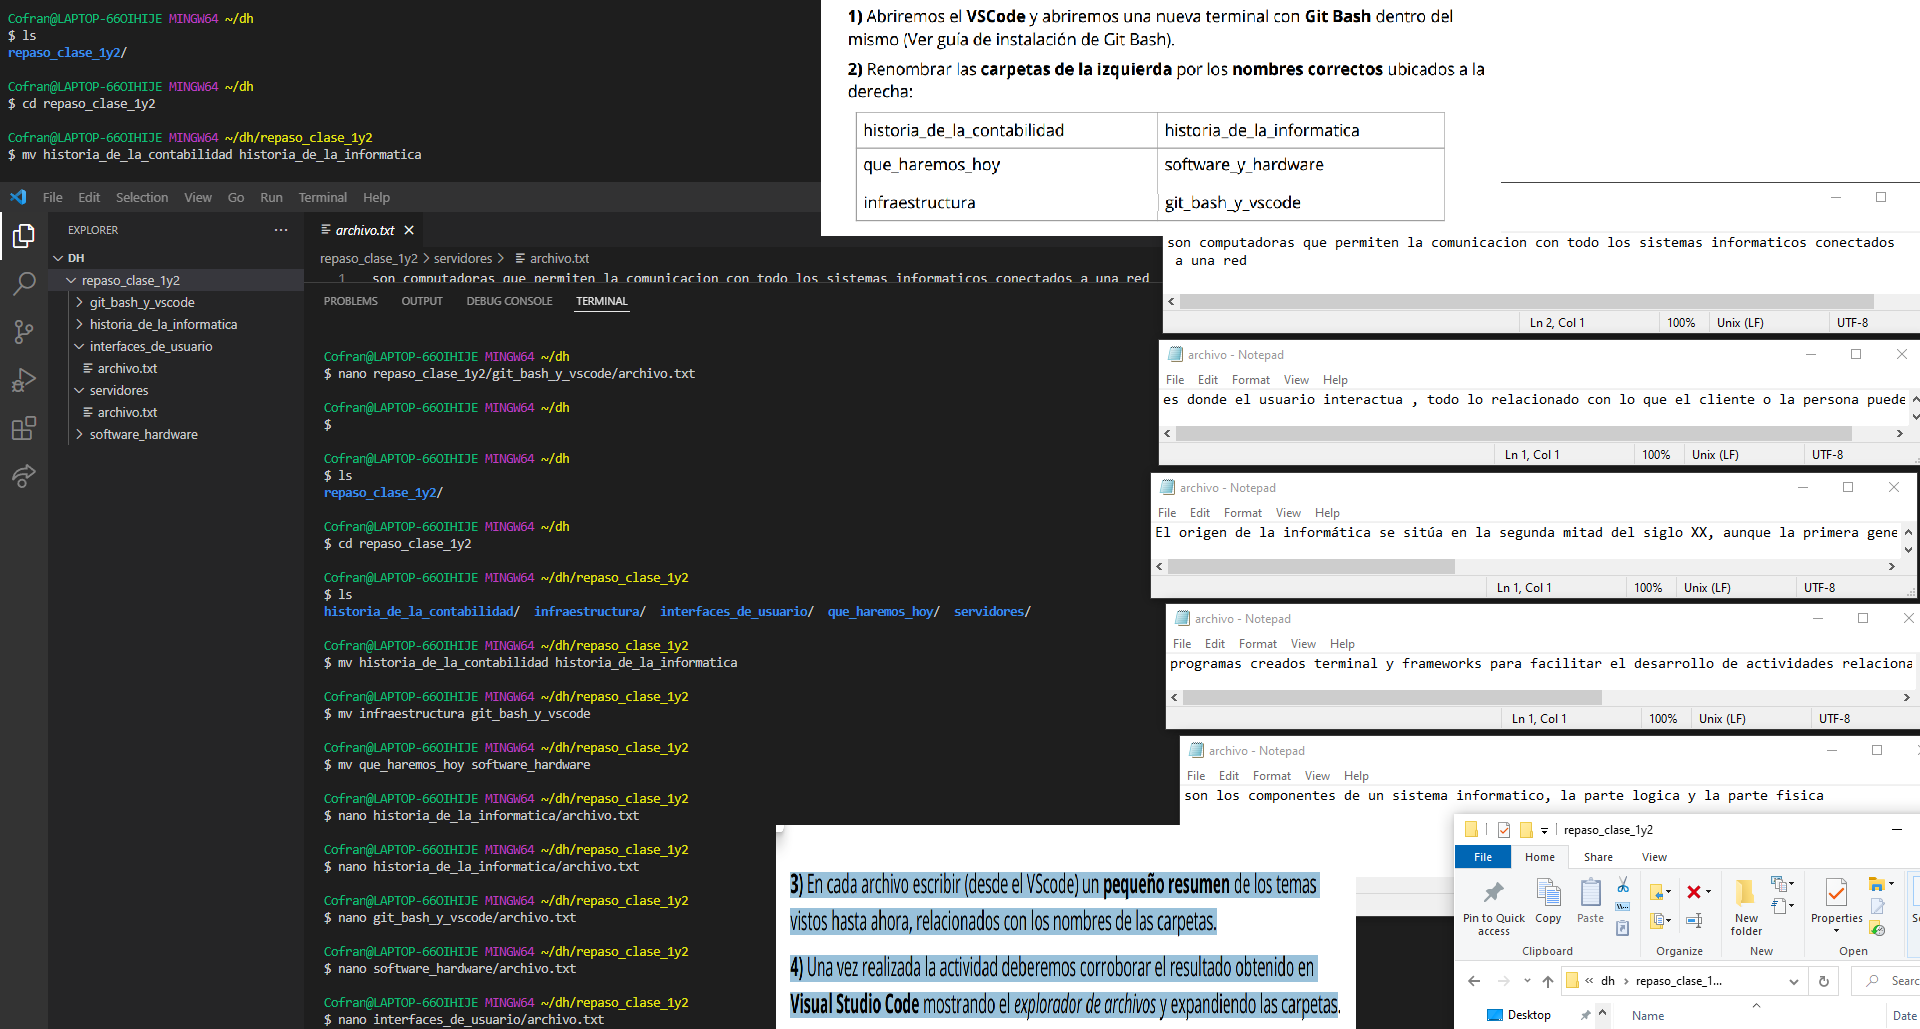 Cofran@LAPTOP-66OIHIJE MINGW64 ~/dh
$ ls
repaso_clase_1y2/
Cofran@LAPTOP-66OIHIJE MINGW64 ~/dh
$ cd repaso_clase_1y2
Cofran@LAPTOP-66OIHIJE MINGW64 ~/dh/repaso_clase_1y2
$ mv historia_de_la_contabilidad historia_de_la_informatica
1) Abriremos el VSCode y abriremos una nueva terminal con Git Bash dentro del
mismo (Ver guía de instalación de Git Bash).
2) Renombrar las carpetas de la izquierda por los nombres correctos ubicados a la
derecha:
historia_de_la_contabilidad historia_de_la_informatica
que_haremos_hoy software_y_hardware
infraestructura git_bash_y_vscode
File Edit Selection View Go Run Terminal Help
EXPLORER ...
DH
repaso_clase_1y2
git_bash_y_vscode
historia_de_la_informatica
interfaces_de_usuario
archivo.txt
servidores
archivo.txt
software_hardware
archivo.txt
repaso_clase_1y2 > servidores > archivo.txt
1 son computadoras que permiten la comunicacion con todo los sistemas informaticos conectados a una red
PROBLEMS OUTPUT DEBUG CONSOLE TERMINAL
Cofran@LAPTOP-66OIHIJE MINGW64 ~/dh
$ nano repaso_clase_1y2/git_bash_y_vscode/archivo.txt
Cofran@LAPTOP-66OIHIJE MINGW64 ~/dh
$
Cofran@LAPTOP-66OIHIJE MINGW64 ~/dh
$ ls
repaso_clase_1y2/
Cofran@LAPTOP-66OIHIJE MINGW64 ~/dh
$ cd repaso_clase_1y2
Cofran@LAPTOP-66OIHIJE MINGW64 ~/dh/repaso_clase_1y2
$ ls
historia_de_la_contabilidad/ infraestructura/ interfaces_de_usuario/ que_haremos_hoy/ servidores/
Cofran@LAPTOP-66OIHIJE MINGW64 ~/dh/repaso_clase_1y2
$ mv historia_de_la_contabilidad historia_de_la_informatica
Cofran@LAPTOP-66OIHIJE MINGW64 ~/dh/repaso_clase_1y2
$ mv infraestructura git_bash_y_vscode
Cofran@LAPTOP-66OIHIJE MINGW64 ~/dh/repaso_clase_1y2
$ mv que_haremos_hoy software_hardware
Cofran@LAPTOP-66OIHIJE MINGW64 ~/dh/repaso_clase_1y2
$ nano historia_de_la_informatica/archivo.txt
Cofran@LAPTOP-66OIHIJE MINGW64 ~/dh/repaso_clase_1y2
$ nano historia_de_la_informatica/archivo.txt
Cofran@LAPTOP-66OIHIJE MINGW64 ~/dh/repaso_clase_1y2
$ nano git_bash_y_vscode/archivo.txt
Cofran@LAPTOP-66OIHIJE MINGW64 ~/dh/repaso_clase_1y2
$ nano software_hardware/archivo.txt
Cofran@LAPTOP-66OIHIJE MINGW64 ~/dh/repaso_clase_1y2
$ nano interfaces_de_usuario/archivo.txt
son computadoras que permiten la comunicacion con todo los sistemas informaticos conectados
a una red
Ln 2, Col 1 100% Unix (LF) UTF-8
archivo - Notepad
File Edit Format View Help
es donde el usuario interactua , todo lo relacionado con lo que el cliente o la persona puede
Ln 1, Col 1 100% Unix (LF) UTF-8
archivo - Notepad
File Edit Format View Help
El origen de la informática se sitúa en la segunda mitad del siglo XX, aunque la primera gene
Ln 1, Col 1 100% Unix (LF) UTF-8
archivo - Notepad
File Edit Format View Help
programas creados terminal y frameworks para facilitar el desarrollo de actividades relaciona
Ln 1, Col 1 100% Unix (LF) UTF-8
archivo - Notepad
File Edit Format View Help
son los componentes de un sistema informatico, la parte logica y la parte fisica
3) En cada archivo escribir (desde el VScode) un pequeño resumen de los temas
vistos hasta ahora, relacionados con los nombres de las carpetas.
4) Una vez realizada la actividad deberemos corroborar el resultado obtenido en
Visual Studio Code mostrando el explorador de archivos y expandiendo las carpetas.
repaso_clase_1y2
File Home Share View
Pin to Quick access Copy Paste New folder Properties
Clipboard Organize New Open
« dh > repaso_clase_1... Searc
Desktop Name Date